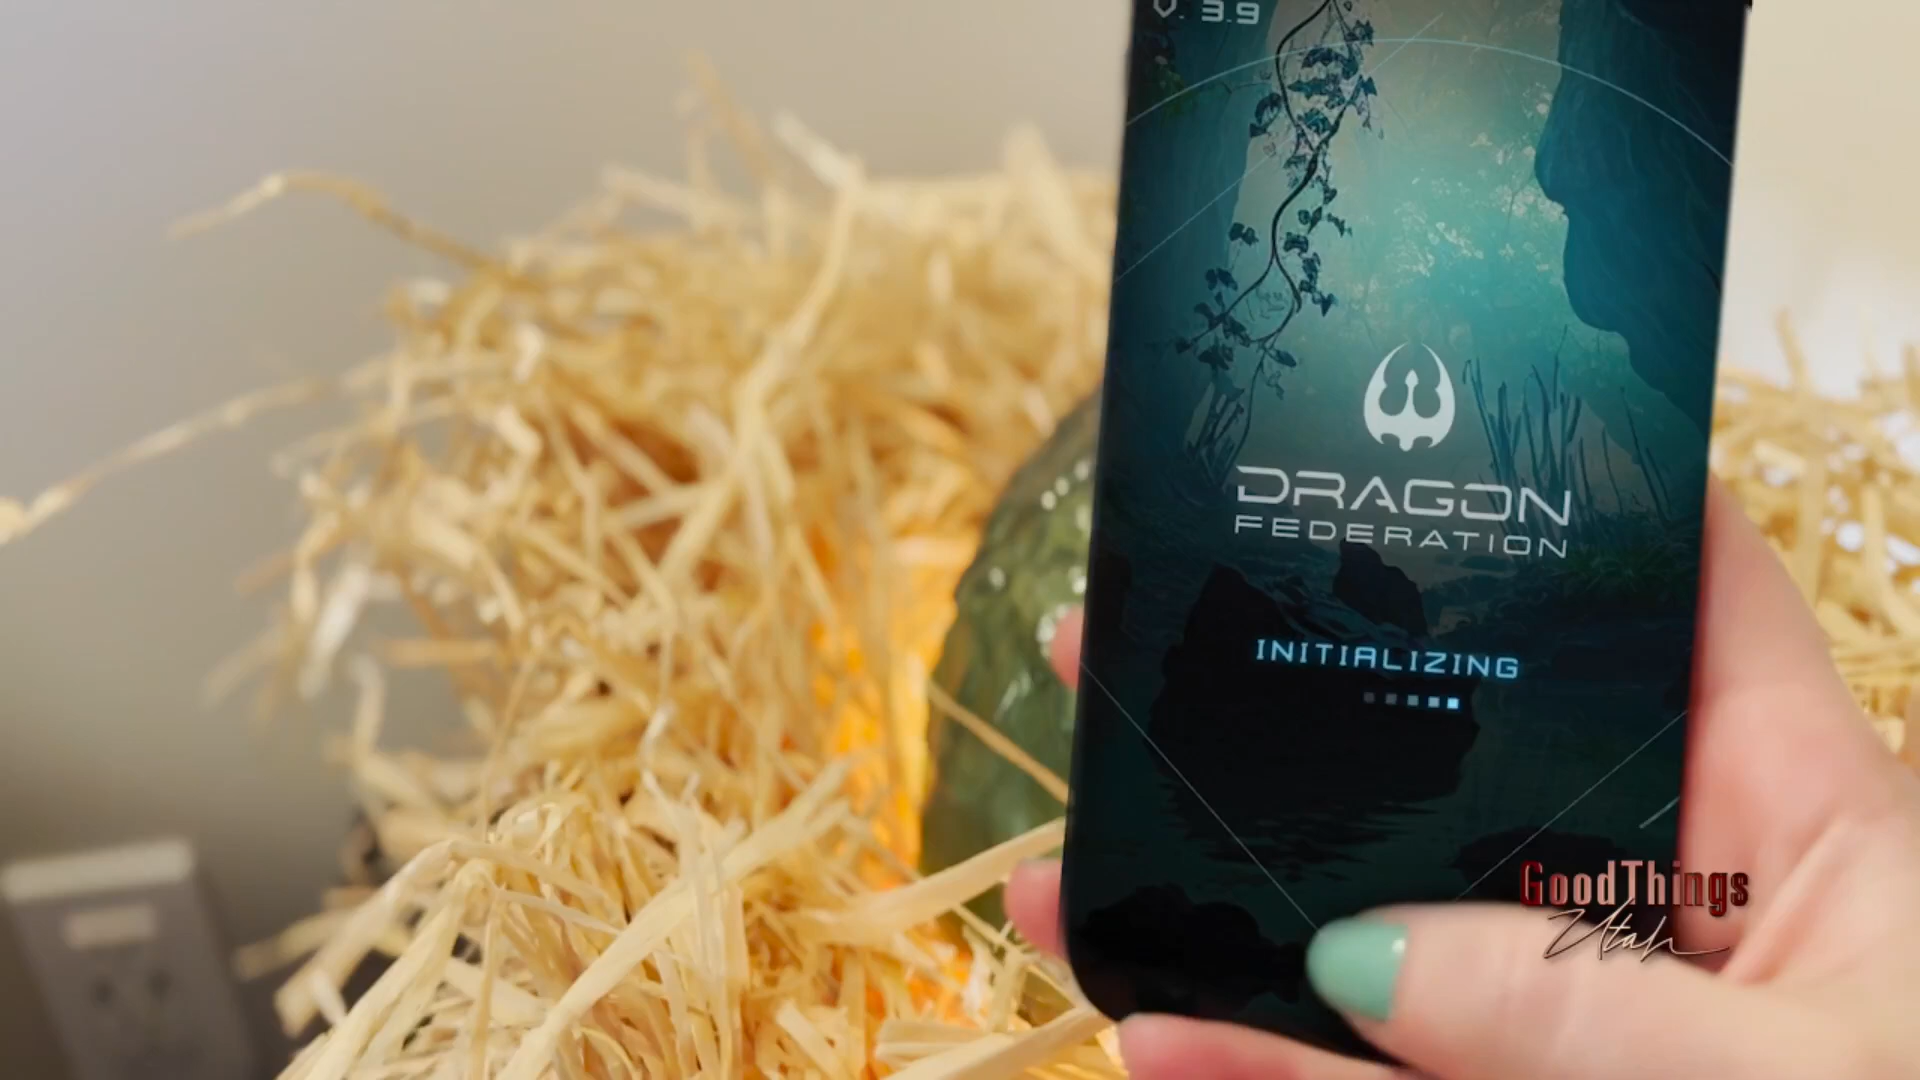 V. 3.9
DRAGON
FEDERATION
INITIALIZING
GoodThings
Utah